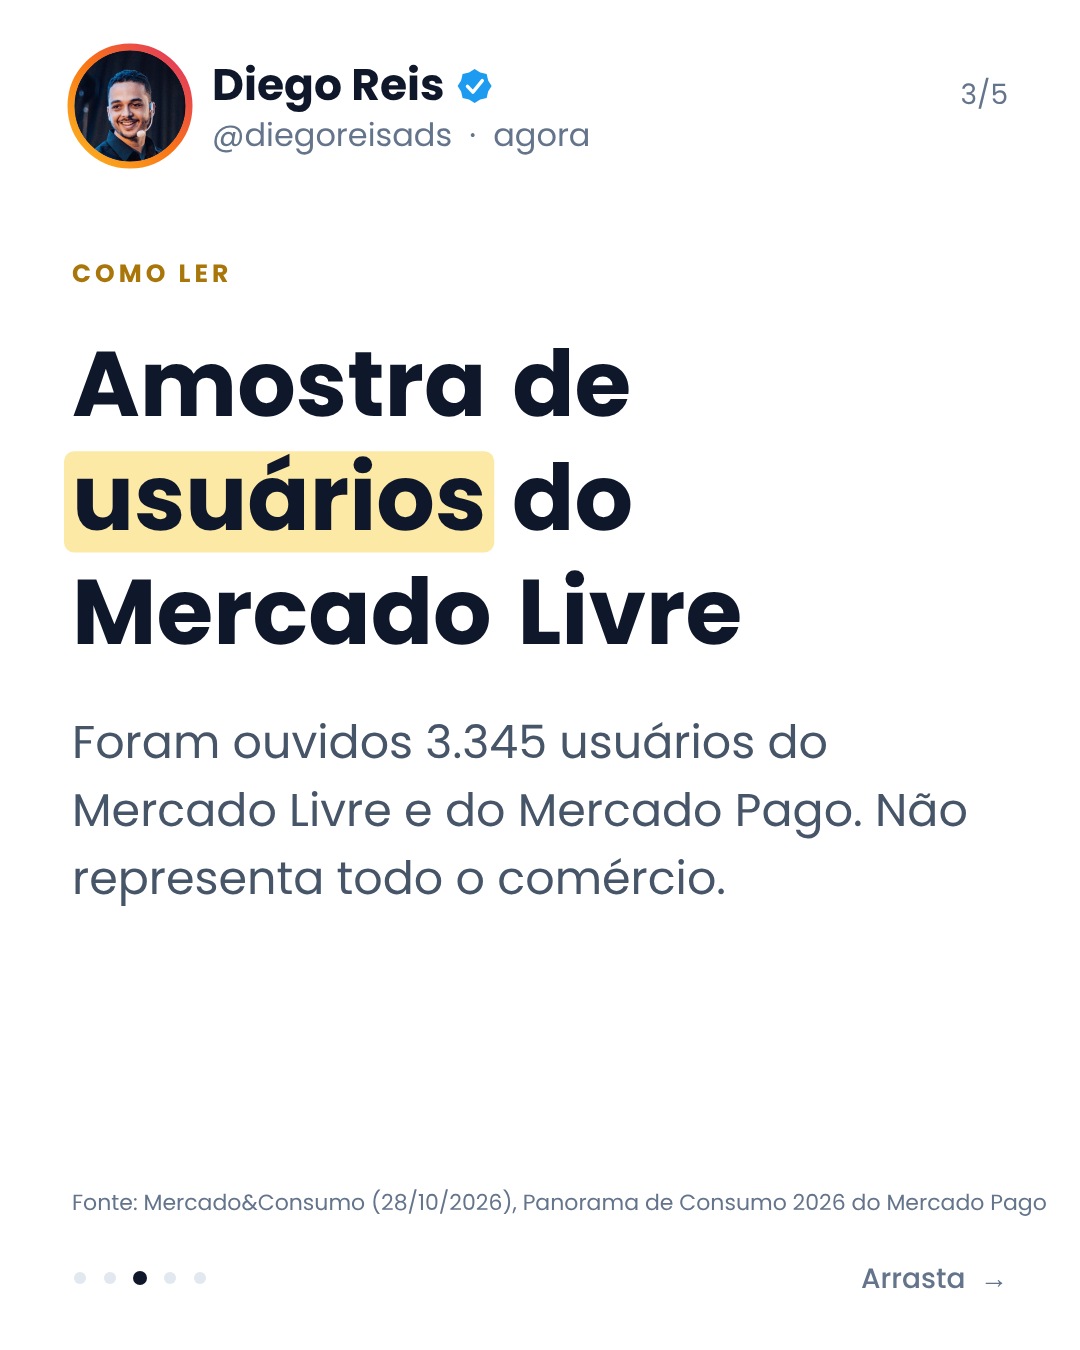 Diego Reis
@diegoreisads · agora
3/5
COMO LER
Amostra de
usuários do
Mercado Livre
Foram ouvidos 3.345 usuários do
Mercado Livre e do Mercado Pago. Não
representa todo o comércio.
Fonte: Mercado&Consumo (28/10/2026), Panorama de Consumo 2026 do Mercado Pago
Arrasta →